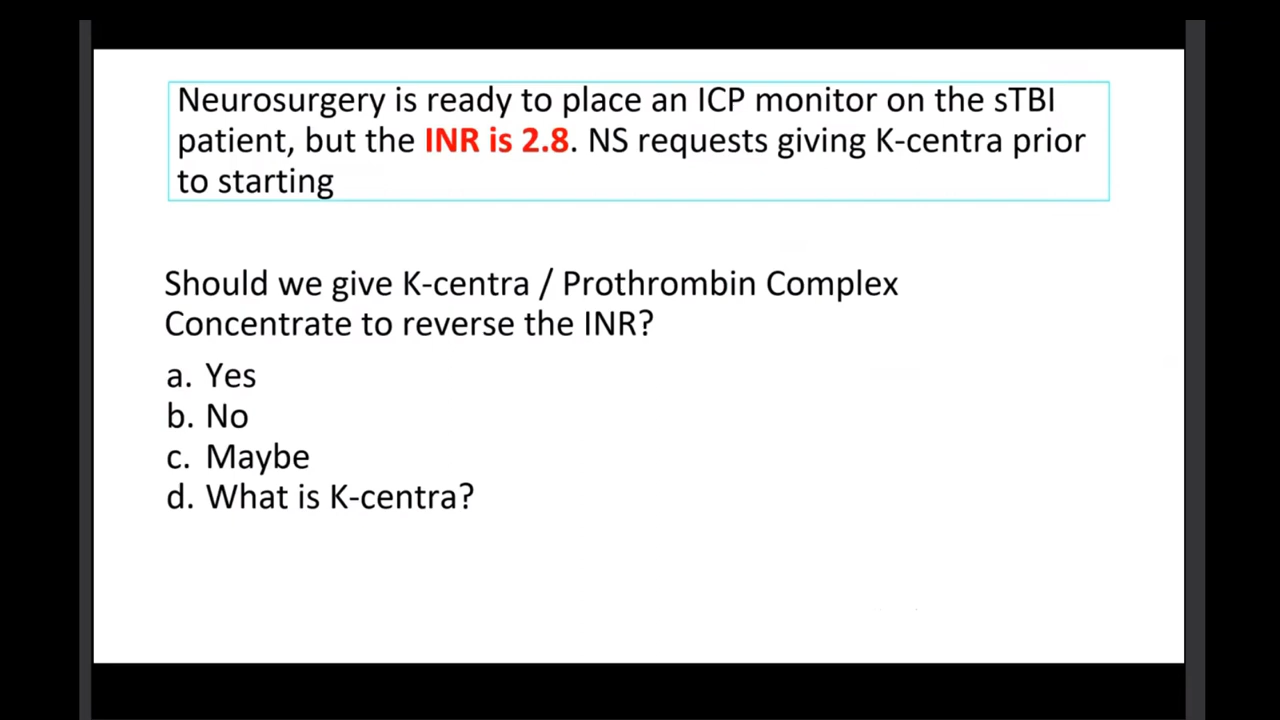 Neurosurgery is ready to place an ICP monitor on the sTBI
patient, but the INR is 2.8. NS requests giving K-centra prior
to starting
Should we give K-centra / Prothrombin Complex
Concentrate to reverse the INR?
a. Yes
b. No
c. Maybe
d. What is K-centra?